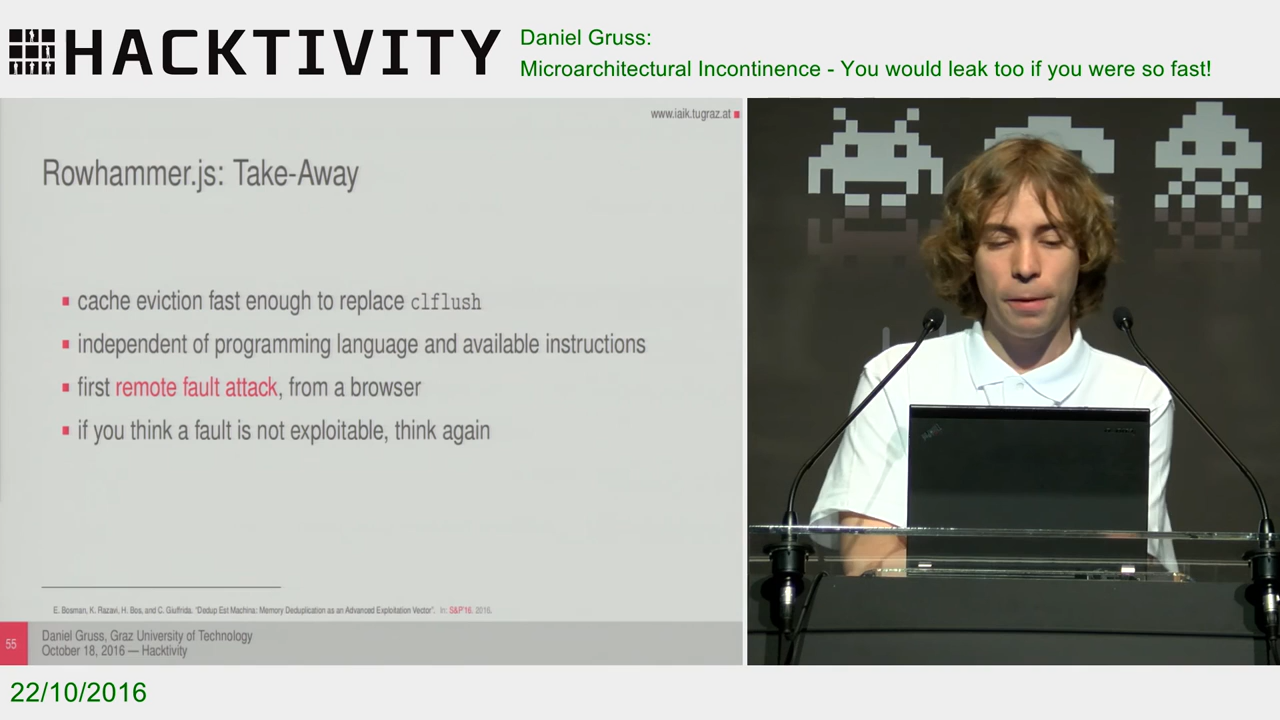 HACKTIVITY
Daniel Gruss:
Microarchitectural Incontinence - You would leak too if you were so fast!
www.iaik.tugraz.at
Rowhammer.js: Take-Away
cache eviction fast enough to replace clflush
independent of programming language and available instructions
first remote fault attack, from a browser
if you think a fault is not exploitable, think again
E. Bosman, K. Razavi, H. Bos, and C. Giuffrida. "Dedup Est Machina: Memory Deduplication as an Advanced Exploitation Vector". In: S&P'16. 2016.
55
Daniel Gruss, Graz University of Technology
October 18, 2016 — Hacktivity
22/10/2016